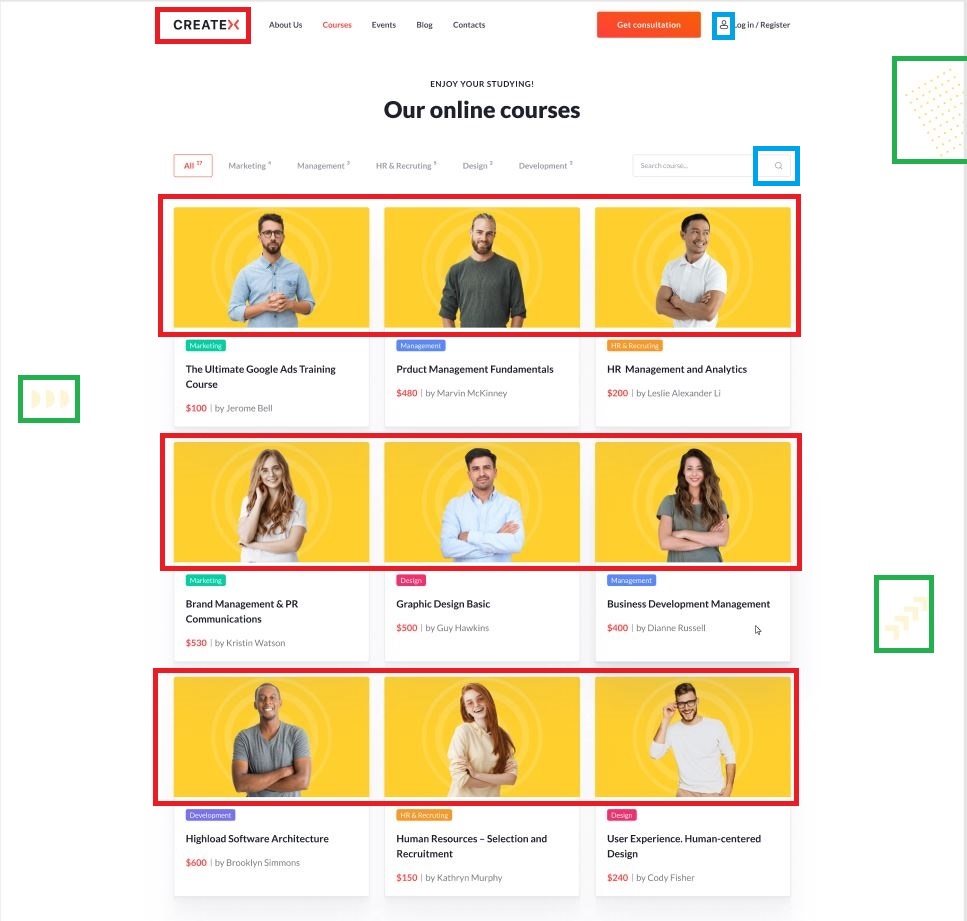 CREATEX About Us Courses Events Blog Contacts Get consultation Log in / Register
ENJOY YOUR STUDYING!
Our online courses
All 17 Marketing Management 3 HR & Recruting Design 3 Development 3 Search course...
Marketing Management HR & Recruting
The Ultimate Google Ads Training Prduct Management Fundamentals HR Management and Analytics
Course
$480 | by Marvin McKinney $200 | by Leslie Alexander Li
$100 | by Jerome Bell
Marketing Design Management
Brand Management & PR Graphic Design Basic Business Development Management
Communications
$500 | by Guy Hawkins $400 | by Dianne Russell
$530 | by Kristin Watson
Development HR & Recruting Design
Highload Software Architecture Human Resources – Selection and User Experience. Human-centered
Recruitment Design
$600 | by Brooklyn Simmons
$150 | by Kathryn Murphy $240 | by Cody Fisher